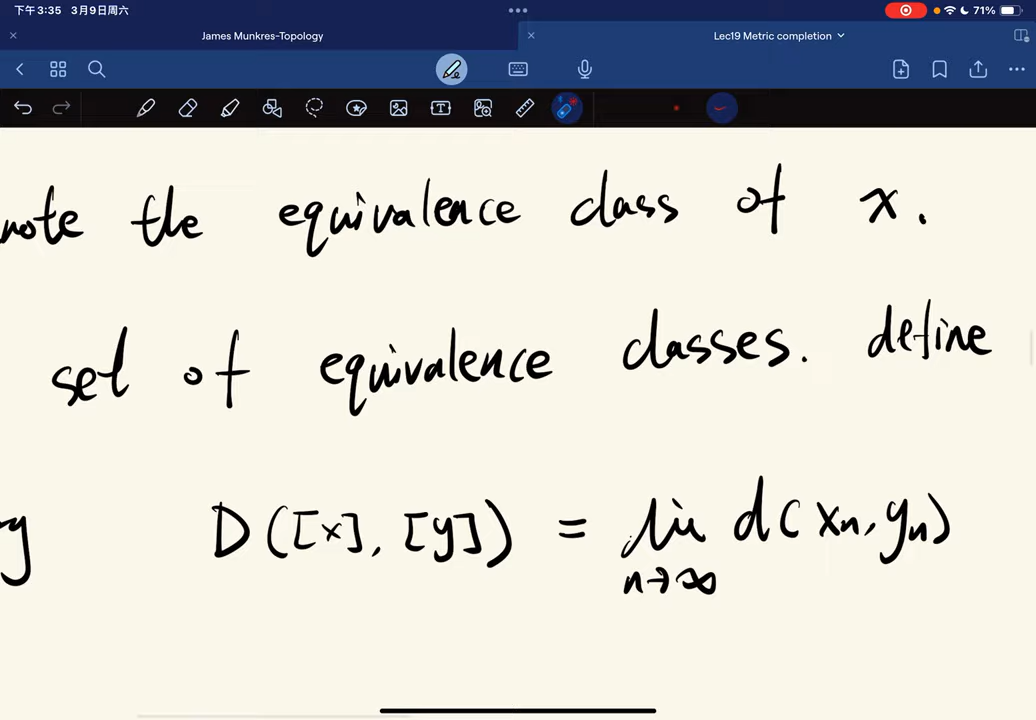 下午3:35 3月9日周六
71%
James Munkres-Topology
Lec19 Metric completion
note the equivalence class of x.
set of equivalence classes. define
y D([x], [y]) = lim d(xn, yn)
n→∞